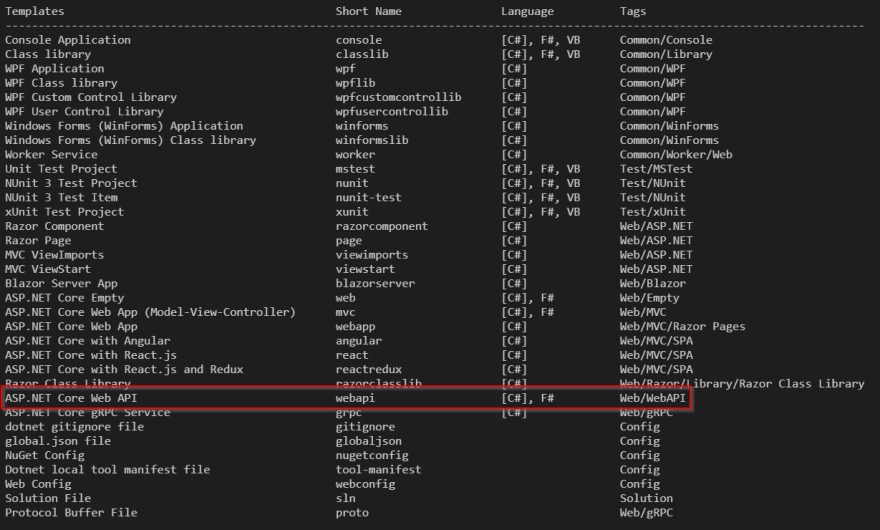 Templates Short Name Language Tags
--------------------------------------------------------------------------------------------------------------------------------
Console Application console [C#], F#, VB Common/Console
Class library classlib [C#], F#, VB Common/Library
WPF Application wpf [C#] Common/WPF
WPF Class library wpflib [C#] Common/WPF
WPF Custom Control Library wpfcustomcontrollib [C#] Common/WPF
WPF User Control Library wpfusercontrollib [C#] Common/WPF
Windows Forms (WinForms) Application winforms [C#] Common/WinForms
Windows Forms (WinForms) Class library winformslib [C#] Common/WinForms
Worker Service worker [C#] Common/Worker/Web
Unit Test Project mstest [C#], F#, VB Test/MSTest
NUnit 3 Test Project nunit [C#], F#, VB Test/NUnit
NUnit 3 Test Item nunit-test [C#], F#, VB Test/NUnit
xUnit Test Project xunit [C#], F#, VB Test/xUnit
Razor Component razorcomponent [C#] Web/ASP.NET
Razor Page page [C#] Web/ASP.NET
MVC ViewImports viewimports [C#] Web/ASP.NET
MVC ViewStart viewstart [C#] Web/ASP.NET
Blazor Server App blazorserver [C#] Web/Blazor
ASP.NET Core Empty web [C#], F# Web/Empty
ASP.NET Core Web App (Model-View-Controller) mvc [C#], F# Web/MVC
ASP.NET Core Web App webapp [C#] Web/MVC/Razor Pages
ASP.NET Core with Angular angular [C#] Web/MVC/SPA
ASP.NET Core with React.js react [C#] Web/MVC/SPA
ASP.NET Core with React.js and Redux reactredux [C#] Web/MVC/SPA
Razor Class Library razorclasslib [C#] Web/Razor/Library/Razor Class Library
ASP.NET Core Web API webapi [C#], F# Web/WebAPI
ASP.NET Core gRPC Service grpc [C#] Web/gRPC
dotnet gitignore file gitignore Config
global.json file globaljson Config
NuGet Config nugetconfig Config
Dotnet local tool manifest file tool-manifest Config
Web Config webconfig Config
Solution File sln Solution
Protocol Buffer File proto Web/gRPC